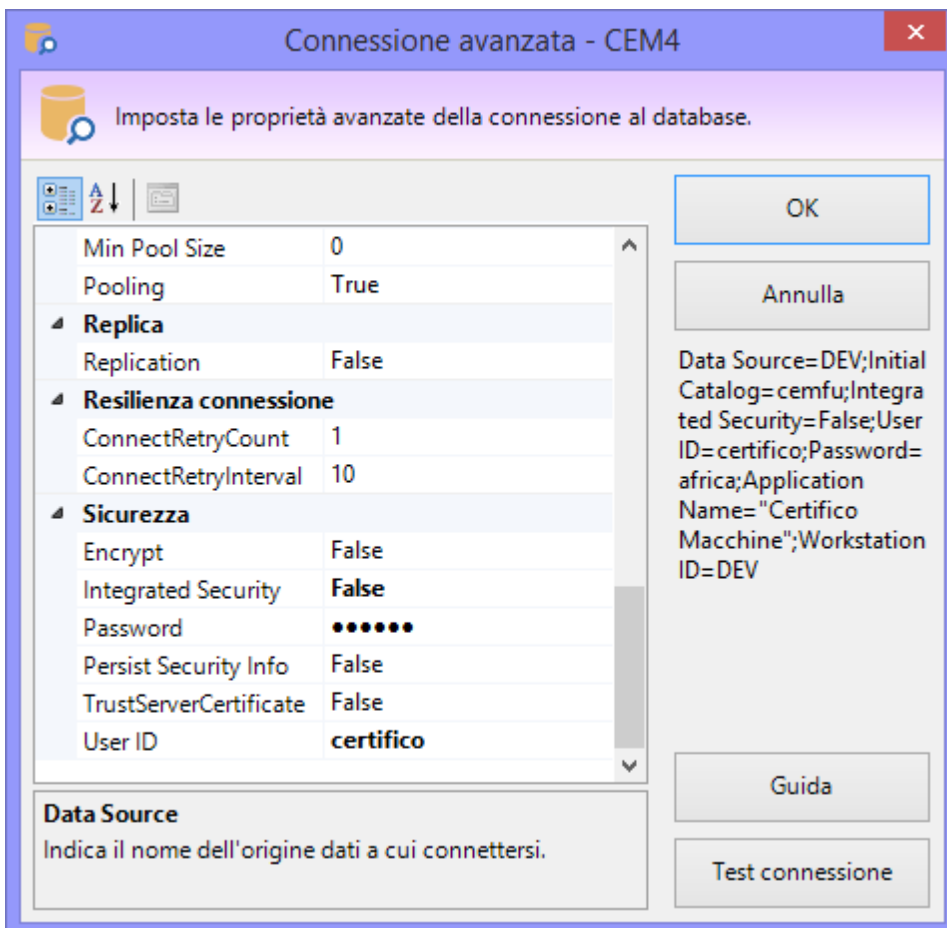 Connessione avanzata - CEM4
Imposta le proprietà avanzate della connessione al database.
Min Pool Size 0
Pooling True
Replica
Replication False
Resilienza connessione
ConnectRetryCount 1
ConnectRetryInterval 10
Sicurezza
Encrypt False
Integrated Security False
Password ●●●●●●
Persist Security Info False
TrustServerCertificate False
User ID certifico
Data Source
Indica il nome dell'origine dati a cui connettersi.
OK
Annulla
Data Source=DEV;Initial
Catalog=cemfu;Integra
ted Security=False;User
ID=certifico;Password=
africa;Application
Name="Certifico
Macchine";Workstation
ID=DEV
Guida
Test connessione